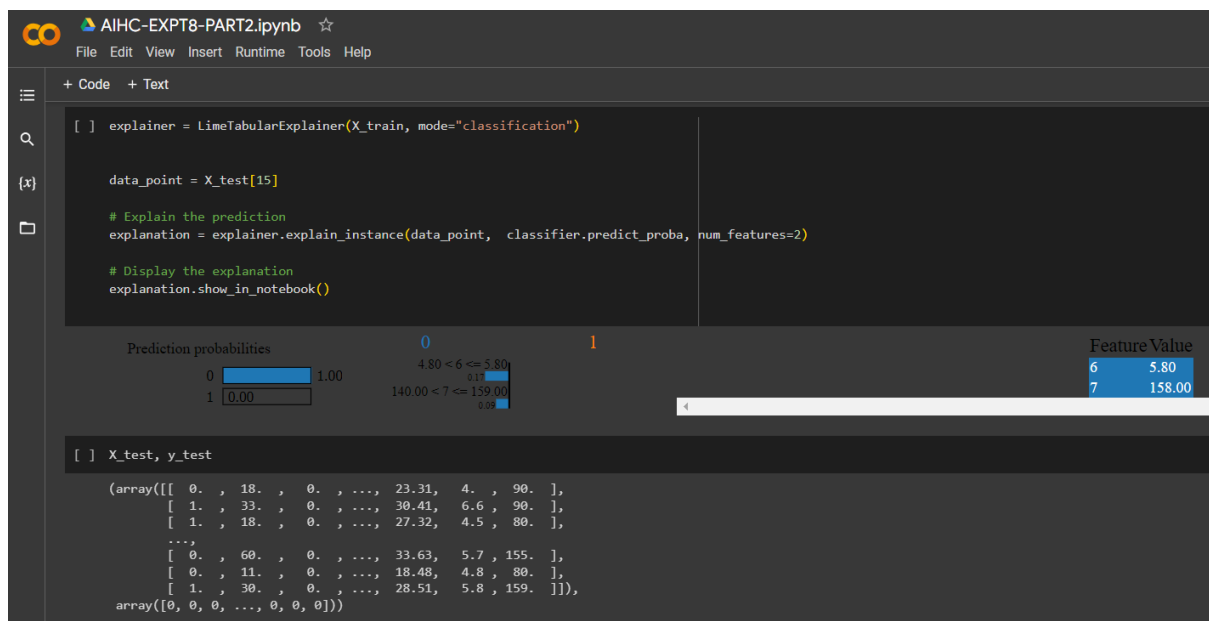 AIHC-EXPT8-PART2.ipynb
File Edit View Insert Runtime Tools Help
+ Code + Text
[ ] explainer = LimeTabularExplainer(X_train, mode="classification")
{x}
data_point = X_test[15]
# Explain the prediction
explanation = explainer.explain_instance(data_point,  classifier.predict_proba, num_features=2)
# Display the explanation
explanation.show_in_notebook()
Prediction probabilities
0 1.00
1 0.00
0 1
4.80 < 6 <= 5.80
0.17
140.00 < 7 <= 159.00
0.09
Feature Value
6 5.80
7 158.00
[ ] X_test, y_test
(array([[  0.  ,  18.  ,   0.  , ...,  23.31,   4.  ,  90.  ],
[  1.  ,  33.  ,   0.  , ...,  30.41,   6.6 ,  90.  ],
[  1.  ,  18.  ,   0.  , ...,  27.32,   4.5 ,  80.  ],
...,
[  0.  ,  60.  ,   0.  , ...,  33.63,   5.7 , 155.  ],
[  0.  ,  11.  ,   0.  , ...,  18.48,   4.8 ,  80.  ],
[  1.  ,  30.  ,   0.  , ...,  28.51,   5.8 , 159.  ]]),
array([0, 0, 0, ..., 0, 0, 0]))